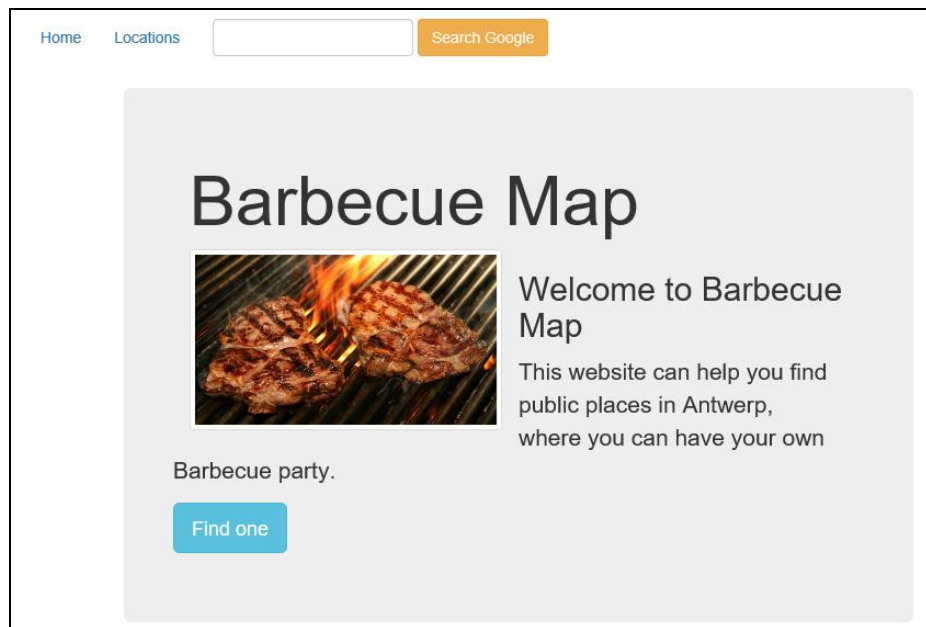 Home Locations Search Google
Barbecue Map
Welcome to Barbecue
Map
This website can help you find
public places in Antwerp,
where you can have your own
Barbecue party.
Find one